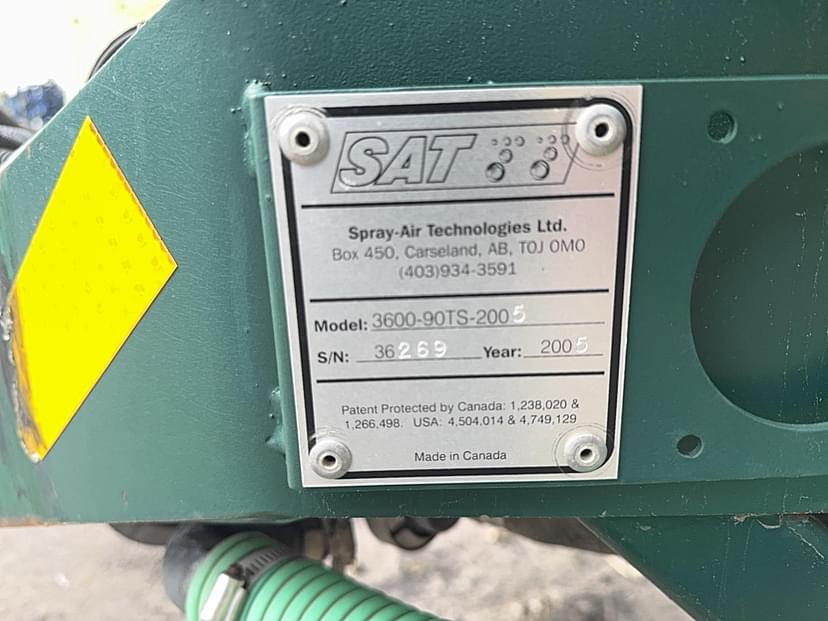 SAT
Spray-Air Technologies Ltd.
Box 450, Carseland, AB, T0J 0M0
(403)934-3591
Model: 3600-90TS-2005
S/N: 36269 Year: 2005
Patent Protected by Canada: 1,238,020 &
1,266,498. USA: 4,504,014 & 4,749,129
Made in Canada